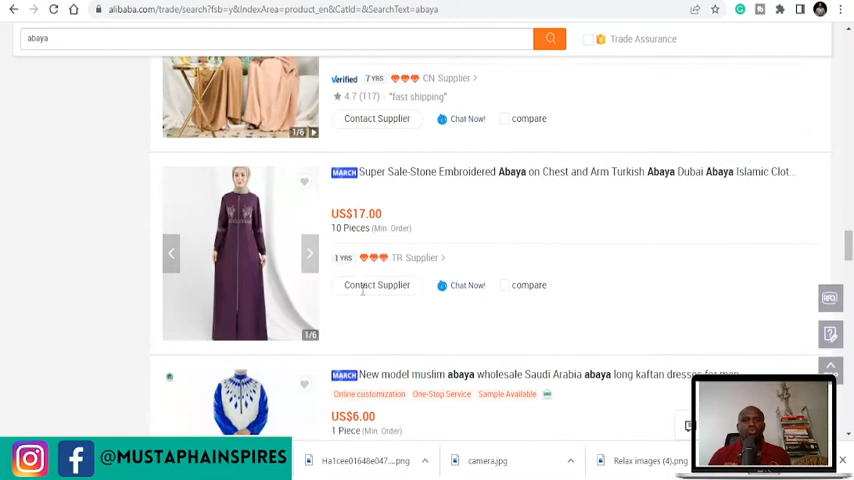 alibaba.com/trade/search?fsb=y&IndexArea=product_en&CatId=&SearchText=abaya
abaya
Trade Assurance
Verified 7 YRS CN Supplier >
4.7 (117) "fast shipping"
1/6
Contact Supplier Chat Now! compare
MARCH Super Sale-Stone Embroidered Abaya on Chest and Arm Turkish Abaya Dubai Abaya Islamic Clot...
US$17.00
10 Pieces (Min. Order)
1 YRS TR Supplier >
Contact Supplier Chat Now! compare
RFQ
1/6
MARCH New model muslim abaya wholesale Saudi Arabia abaya long kaftan dresses for men
Online customization One-Stop Service Sample Available
US$6.00
1 Piece (Min. Order)
@MUSTAPHAINSPIRES
Ha1cee01648e047....png
camera.jpg
Relax images (4).png